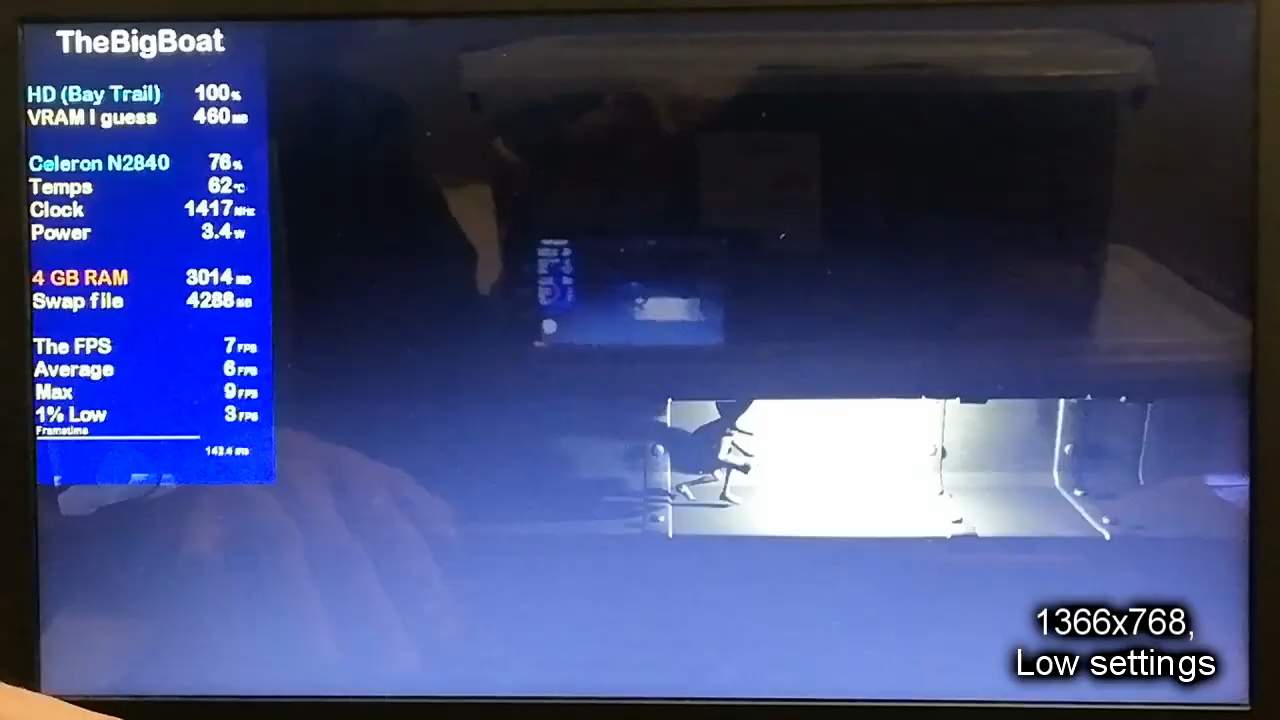 TheBigBoat
HD (Bay Trail) 100%
VRAM I guess 460MB
Celeron N2840 76%
Temps 62°C
Clock 1417MHz
Power 3.4W
4 GB RAM 3014MB
Swap file 4288MB
The FPS 7FPS
Average 6FPS
Max 9FPS
1% Low 3FPS
Frametime
142.4 ms
1366x768,
Low settings